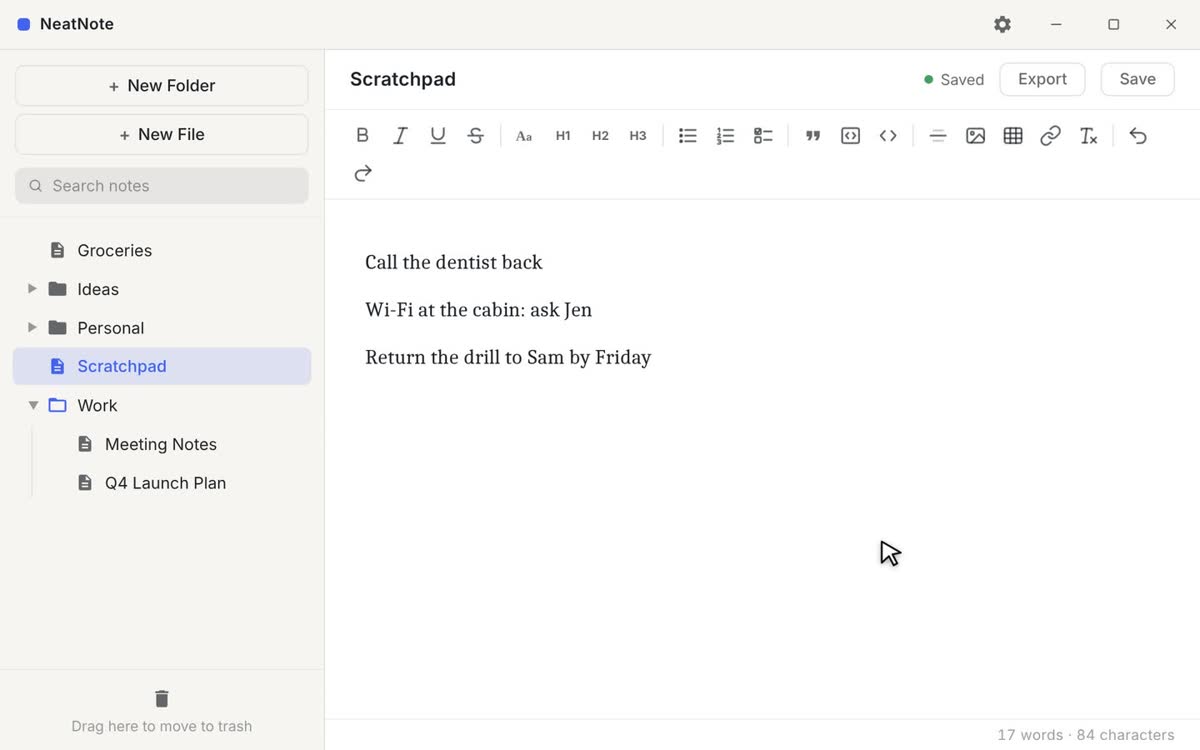 NeatNote
+ New Folder
+ New File
Search notes
Groceries
Ideas
Personal
Scratchpad
Work
Meeting Notes
Q4 Launch Plan
Drag here to move to trash
Scratchpad
Saved
Export
Save
B I U S Aa H1 H2 H3
Call the dentist back
Wi-Fi at the cabin: ask Jen
Return the drill to Sam by Friday
17 words · 84 characters